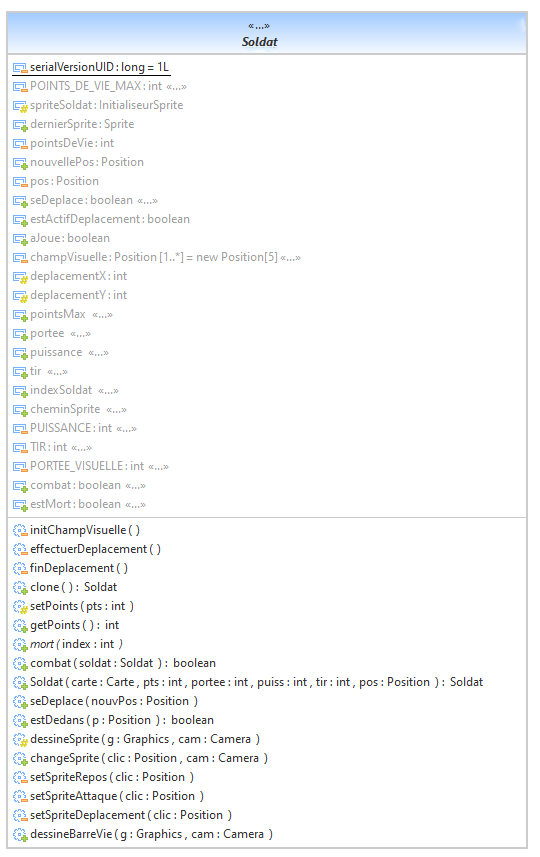 «...»
Soldat
serialVersionUID : long = 1L
POINTS_DE_VIE_MAX : int «...»
spriteSoldat : InitialiseurSprite
dernierSprite : Sprite
pointsDeVie : int
nouvellePos : Position
pos : Position
seDeplace : boolean «...»
estActifDeplacement : boolean
aJoue : boolean
champVisuelle : Position [1..*] = new Position[5] «...»
deplacementX : int
deplacementY : int
pointsMax «...»
portee «...»
puissance «...»
tir «...»
indexSoldat «...»
cheminSprite «...»
PUISSANCE : int «...»
TIR : int «...»
PORTEE_VISUELLE : int «...»
combat : boolean «...»
estMort : boolean «...»
initChampVisuelle ( )
effectuerDeplacement ( )
finDeplacement ( )
clone ( ) : Soldat
setPoints ( pts : int )
getPoints ( ) : int
mort ( index : int )
combat ( soldat : Soldat ) : boolean
Soldat ( carte : Carte , pts : int , portee : int , puiss : int , tir : int , pos : Position ) : Soldat
seDeplace ( nouvPos : Position )
estDedans ( p : Position ) : boolean
dessineSprite ( g : Graphics , cam : Camera )
changeSprite ( clic : Position , cam : Camera )
setSpriteRepos ( clic : Position )
setSpriteAttaque ( clic : Position )
setSpriteDeplacement ( clic : Position )
dessineBarreVie ( g : Graphics , cam : Camera )